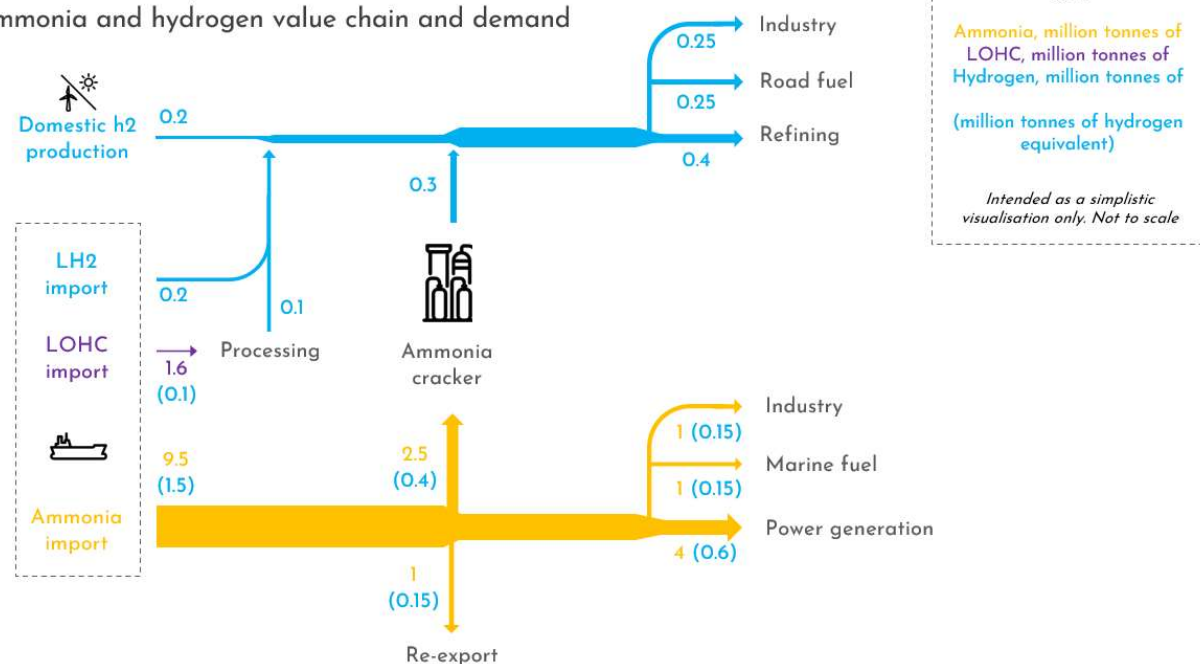 mmonia and hydrogen value chain and demand
Domestic h2
production
0.2
0.25
Industry
0.25
Road fuel
0.4
Refining
0.3
LH2
import
0.2
0.1
LOHC
import
1.6
(0.1)
Processing
Ammonia
cracker
9.5
(1.5)
Ammonia
import
2.5
(0.4)
1
(0.15)
Re-export
Industry
1 (0.15)
Marine fuel
1 (0.15)
Power generation
4 (0.6)
Ammonia, million tonnes of
LOHC, million tonnes of
Hydrogen, million tonnes of
(million tonnes of hydrogen
equivalent)
Intended as a simplistic
visualisation only. Not to scale